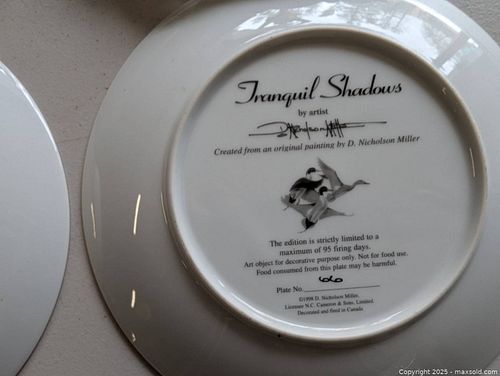 Tranquil Shadows
by artist
D. Nicholson Miller
Created from an original painting by D. Nicholson Miller
The edition is strictly limited to a
maximum of 95 firing days.
Art object for decorative purpose only. Not for food use.
Food consumed from this plate may be harmful.
Plate No. 66
©1998 D. Nicholson Miller,
Licensee N.C. Cameron & Sons, Limited.
Decorated and fired in Canada
Copyright 2025 - maxsold.com